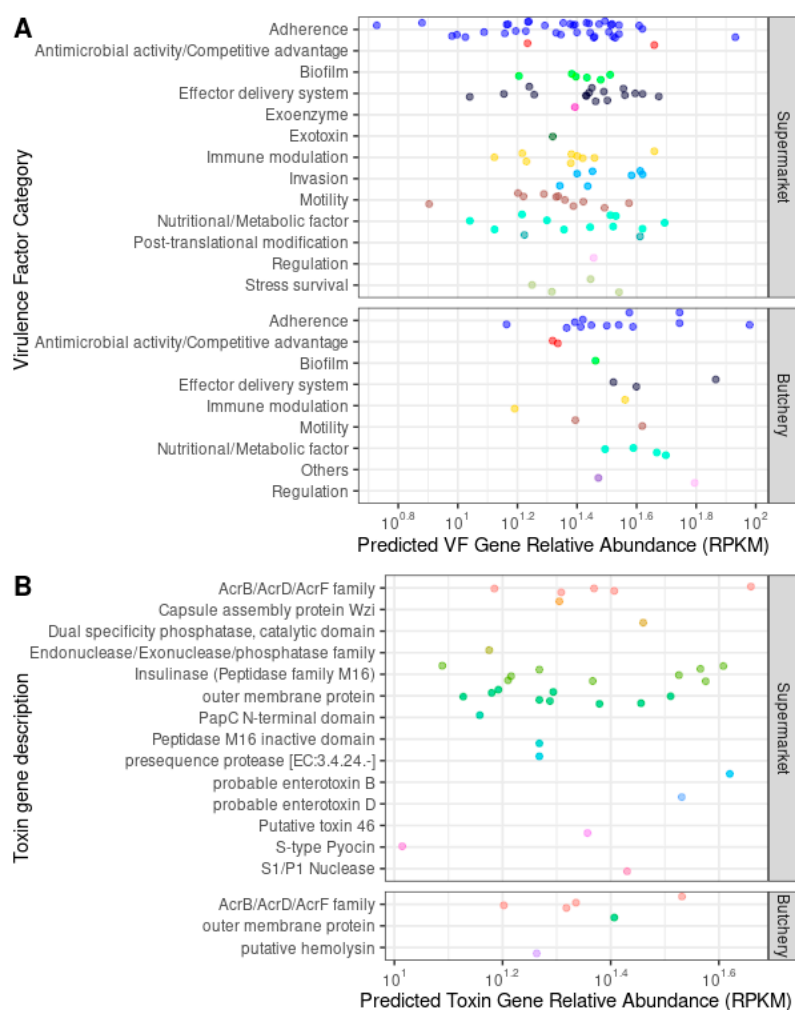 A
Adherence
Antimicrobial activity/Competitive advantage
Biofilm
Effector delivery system
Exoenzyme
Exotoxin
Immune modulation
Invasion
Motility
Nutritional/Metabolic factor
Post-translational modification
Regulation
Stress survival
Supermarket
Adherence
Antimicrobial activity/Competitive advantage
Biofilm
Effector delivery system
Immune modulation
Motility
Nutritional/Metabolic factor
Others
Regulation
Butchery
Virulence Factor Category
10^0.8 10^1 10^1.2 10^1.4 10^1.6 10^1.8 10^2
Predicted VF Gene Relative Abundance (RPKM)
B
AcrB/AcrD/AcrF family
Capsule assembly protein Wzi
Dual specificity phosphatase, catalytic domain
Endonuclease/Exonuclease/phosphatase family
Insulinase (Peptidase family M16)
outer membrane protein
PapC N-terminal domain
Peptidase M16 inactive domain
presequence protease [EC:3.4.24.-]
probable enterotoxin B
probable enterotoxin D
Putative toxin 46
S-type Pyocin
S1/P1 Nuclease
Supermarket
AcrB/AcrD/AcrF family
outer membrane protein
putative hemolysin
Butchery
Toxin gene description
10^1 10^1.2 10^1.4 10^1.6
Predicted Toxin Gene Relative Abundance (RPKM)